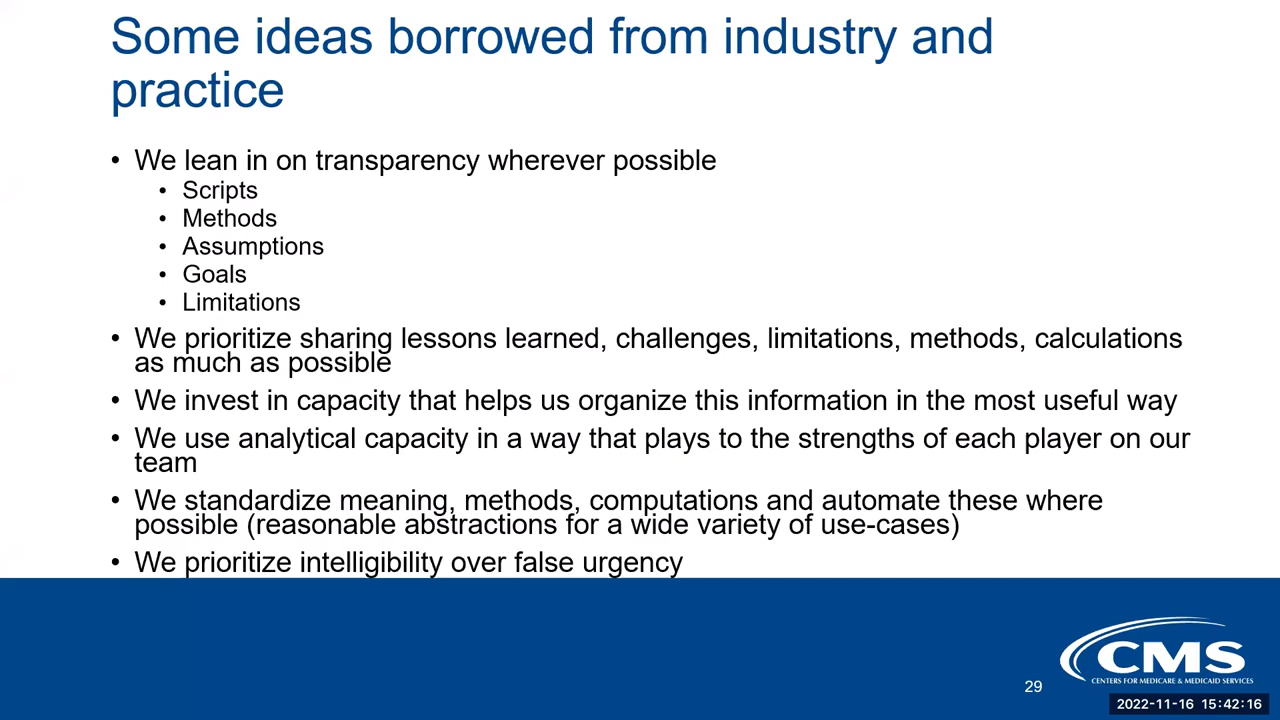 Some ideas borrowed from industry and
practice
• We lean in on transparency wherever possible
• Scripts
• Methods
• Assumptions
• Goals
• Limitations
• We prioritize sharing lessons learned, challenges, limitations, methods, calculations
as much as possible
• We invest in capacity that helps us organize this information in the most useful way
• We use analytical capacity in a way that plays to the strengths of each player on our
team
• We standardize meaning, methods, computations and automate these where
possible (reasonable abstractions for a wide variety of use-cases)
• We prioritize intelligibility over false urgency
CMS
CENTERS FOR MEDICARE & MEDICAID SERVICES
29
2022-11-16 15:42:16